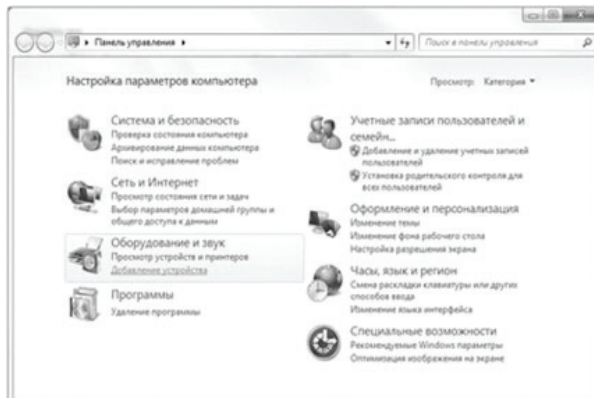 Панель управления
Поиск в панели управления
Настройка параметров компьютера
Просмотр: Категория
Система и безопасность
Проверка состояния компьютера
Архивирование данных компьютера
Поиск и исправление проблем
Сеть и Интернет
Просмотр состояния сети и задач
Выбор параметров домашней группы и
общего доступа к данным
Оборудование и звук
Просмотр устройств и принтеров
Добавление устройства
Программы
Удаление программы
Учетные записи пользователей и
семейн...
Добавление и удаление учетных записей
пользователей
Установка родительского контроля для
всех пользователей
Оформление и персонализация
Изменение темы
Изменение фона рабочего стола
Настройка разрешения экрана
Часы, язык и регион
Смена раскладки клавиатуры или других
способов ввода
Изменение языка интерфейса
Специальные возможности
Рекомендуемые Windows параметры
Оптимизация изображения на экране